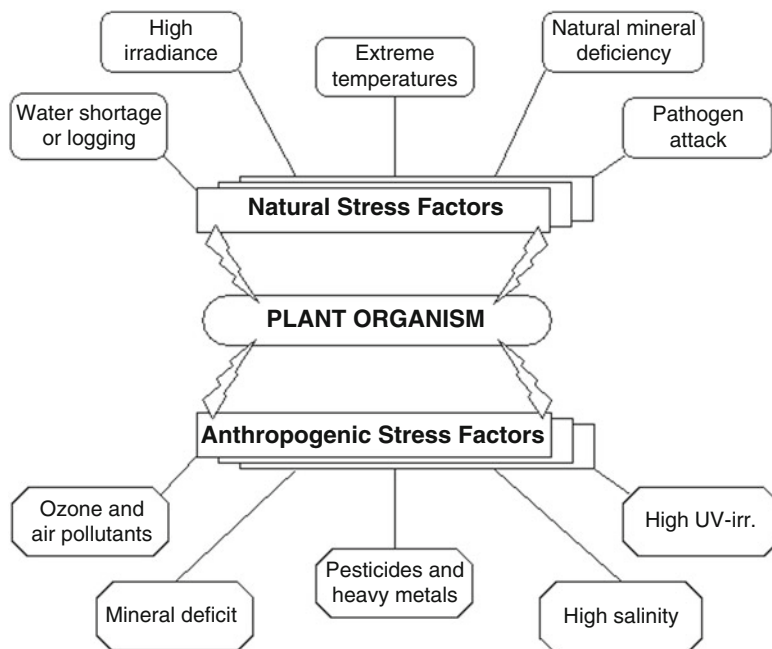 High
irradiance
Extreme
temperatures
Natural mineral
deficiency
Water shortage
or logging
Pathogen
attack
Natural Stress Factors
PLANT ORGANISM
Anthropogenic Stress Factors
Ozone and
air pollutants
High UV-irr.
Mineral deficit
Pesticides and
heavy metals
High salinity